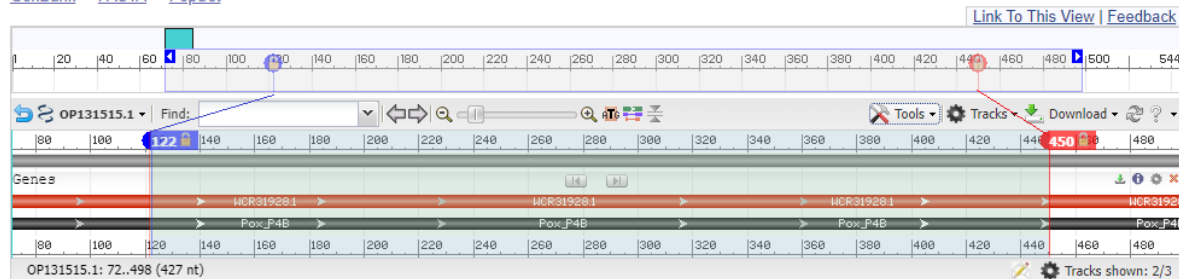 GenBank FASTA PopSet
Link To This View | Feedback
1 20 40 60 80 100 120 140 160 180 200 220 240 260 280 300 320 340 360 380 400 420 440 460 480 500 544
OP131515.1 Find: Tools Tracks Download ?
80 100 122 140 160 180 200 220 240 260 280 300 320 340 360 380 400 420 440 450 480
Genes
WCR31928.1 WCR31928.1 WCR31928.1 WCR3192
Pox_P4B Pox_P4B Pox_P4B Pox_P4
80 100 120 140 160 180 200 220 240 260 280 300 320 340 360 380 400 420 440 460 480
OP131515.1: 72..498 (427 nt) Tracks shown: 2/3